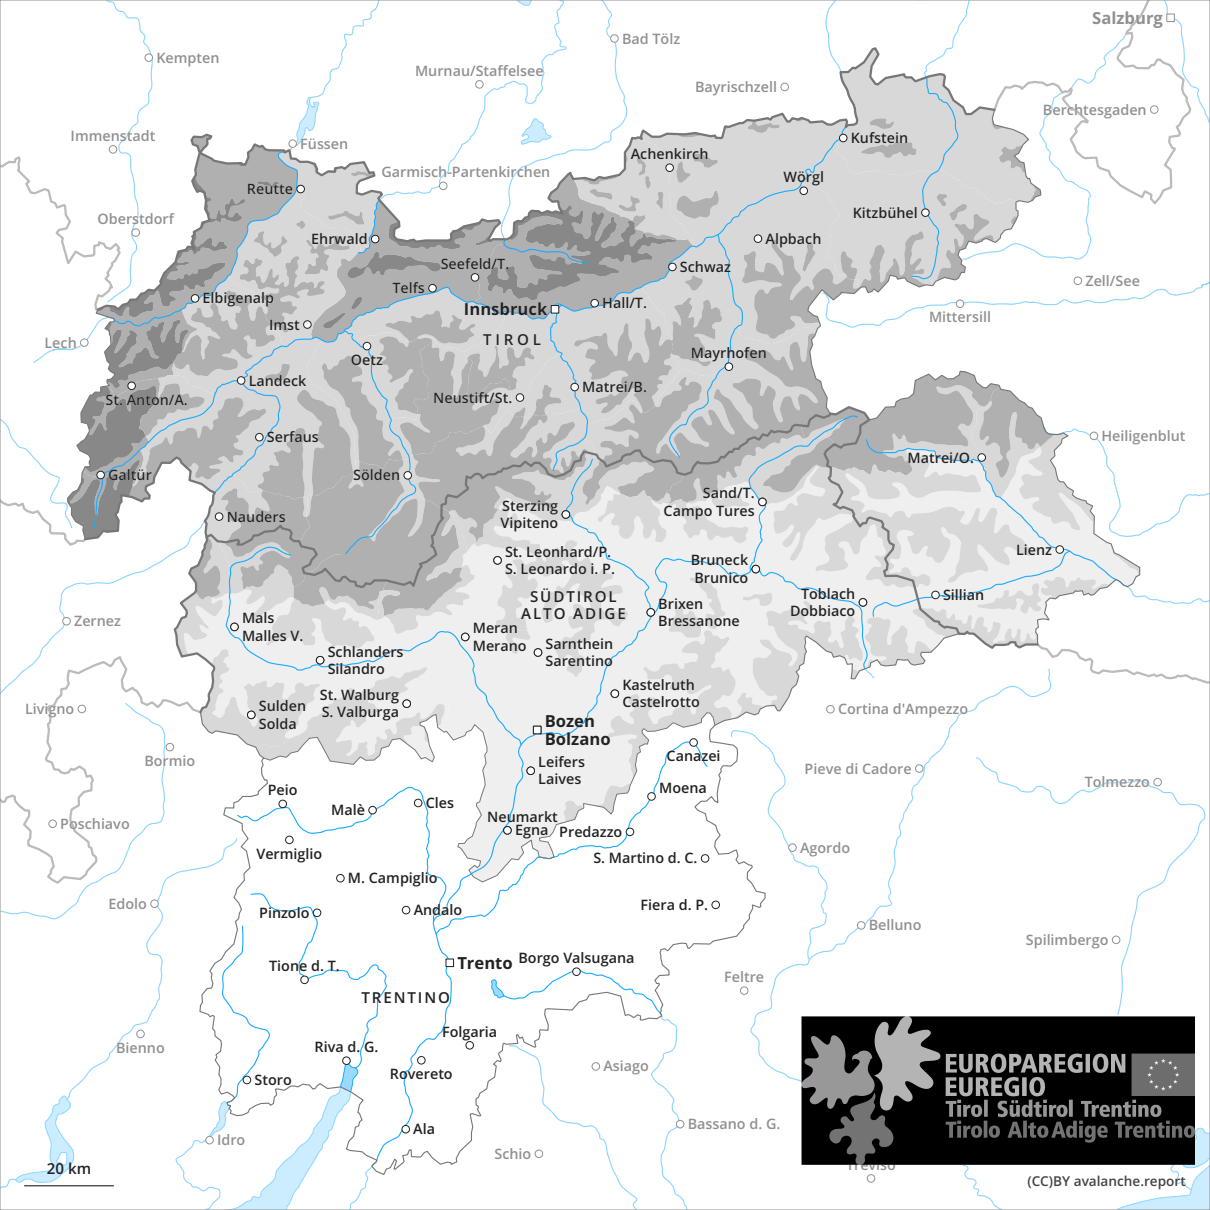 Salzburg
Bad Tölz
Kempten
Murnau/Staffelsee
Bayrischzell
Berchtesgaden
Immenstadt
Füssen
Kufstein
Achenkirch
Garmisch-Partenkirchen
Wörgl
Reutte
Oberstdorf
Kitzbühel
Ehrwald
Alpbach
Seefeld/T.
Schwaz
Zell/See
Telfs
Elbigenalp
Hall/T.
Innsbruck
Mittersill
Imst
TIROL
Lech
Mayrhofen
Oetz
Landeck
Matrei/B.
St. Anton/A.
Neustift/St.
Serfaus
Heiligenblut
Matrei/O.
Galtür
Sölden
Sand/T.
Campo Tures
Sterzing
Vipiteno
Nauders
Lienz
St. Leonhard/P.
S. Leonardo i. P.
Bruneck
Brunico
SÜDTIROL
ALTO ADIGE
Toblach
Dobbiaco
Sillian
Brixen
Bressanone
Mals
Malles V.
Zernez
Meran
Merano
Sarnthein
Sarentino
Schlanders
Silandro
Kastelruth
Castelrotto
St. Walburg
S. Valburga
Sulden
Solda
Livigno
Cortina d'Ampezzo
Bozen
Bolzano
Bormio
Canazei
Leifers
Laives
Pieve di Cadore
Tolmezzo
Peio
Moena
Malè
Cles
Neumarkt
Egna
Predazzo
Poschiavo
Vermiglio
Agordo
S. Martino d. C.
M. Campiglio
Edolo
Pinzolo
Andalo
Fiera d. P.
Belluno
Spilimbergo
Tione d. T.
Trento
Borgo Valsugana
Feltre
TRENTINO
Folgaria
Bienno
Riva d. G.
Rovereto
Asiago
Storo
EUROPAREGION
EUREGIO
Tirol Südtirol Trentino
Tirolo Alto Adige Trentino
Ala
Bassano d. G.
Idro
Schio
Treviso
20 km
(CC)BY avalanche.report